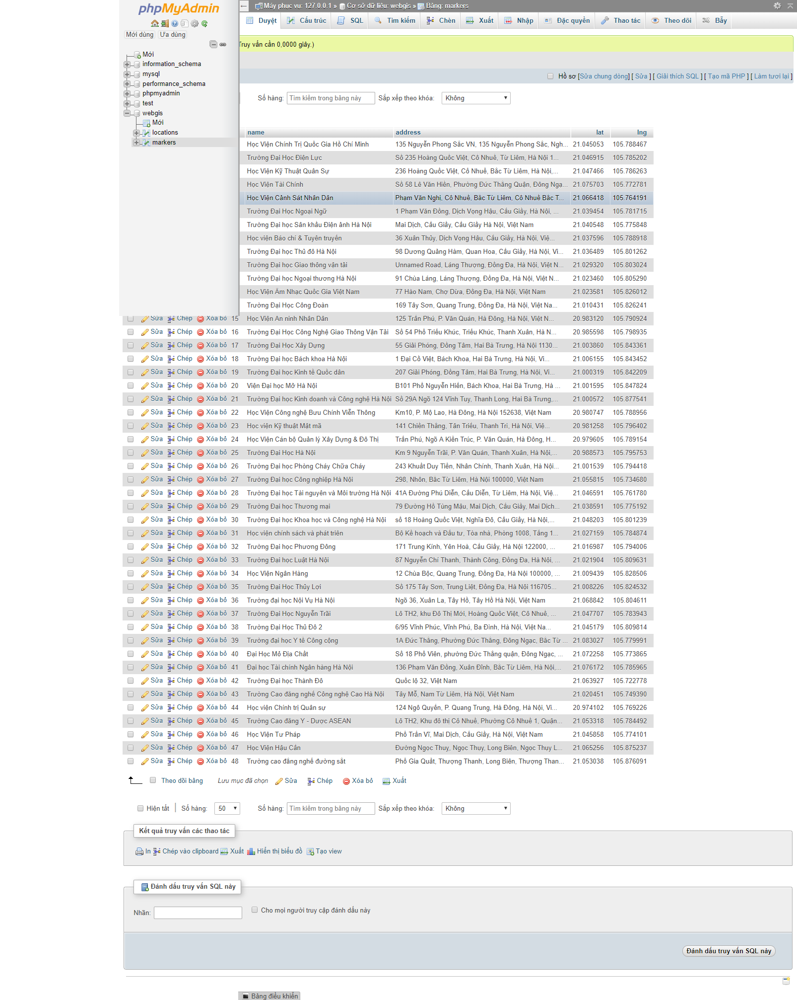 phpMyAdmin
Mới dùng Ưa dùng
Mới
information_schema
mysql
performance_schema
phpmyadmin
test
webgis
Mới
locations
markers
Máy phục vụ: 127.0.0.1 » Cơ sở dữ liệu: webgis » Bảng: markers
Duyệt Cấu trúc SQL Tìm kiếm Chèn Xuất Nhập Đặc quyền Thao tác Theo dõi Bẫy
Truy vấn cần 0,0000 giây.)
Hồ sơ [Sửa chung dòng] [ Sửa ] [ Giải thích SQL ] [ Tạo mã PHP ] [ Làm tươi lại ]
Số hàng: Tìm kiếm trong bảng này Sắp xếp theo khóa: Không
name address lat lng
Học Viện Chính Trị Quốc Gia Hồ Chí Minh 135 Nguyễn Phong Sắc VN, 135 Nguyễn Phong Sắc, Ngh... 21.045053 105.788467
Trường Đại Học Điện Lực Số 235 Hoàng Quốc Việt, Cổ Nhuế, Từ Liêm, Hà Nội 1... 21.046915 105.785202
Học Viện Kỹ Thuật Quân Sự 236 Hoàng Quốc Việt, Cổ Nhuế, Bắc Từ Liêm, Hà Nội,... 21.047466 105.786263
Học Viện Tài Chính Số 58 Lê Văn Hiến, Phường Đức Thắng Quận, Đông Ngạ... 21.075703 105.772781
Học Viện Cảnh Sát Nhân Dân Phạm Văn Nghị, Cổ Nhuế, Bắc Từ Liêm, Cổ Nhuế Bắc T... 21.066418 105.764191
Trường Đại Học Ngoại Ngữ 1 Phạm Văn Đồng, Dịch Vọng Hậu, Cầu Giấy, Hà Nội, ... 21.039454 105.781715
Trường Đại học Sân khấu Điện ảnh Hà Nội Mai Dịch, Cầu Giấy, Cầu Giấy Hà Nội, Việt Nam 21.040548 105.775848
Học viện Báo chí & Tuyên truyền 36 Xuân Thủy, Dịch Vọng Hậu, Cầu Giấy, Hà Nội, Việ... 21.037596 105.788918
Trường Đại học Thủ đô Hà Nội 98 Dương Quảng Hàm, Quan Hoa, Cầu Giấy, Hà Nội, Vi... 21.036489 105.801262
Trường Đại học Giao thông vận tải Unnamed Road, Láng Thượng, Đống Đa, Hà Nội, Việt N... 21.029320 105.803024
Trường Đại học Ngoại thương Hà Nội 91 Chùa Láng, Láng Thượng, Đống Đa, Hà Nội, Việt N... 21.023460 105.805290
Học Viện Âm Nhạc Quốc Gia Việt Nam 77 Hào Nam, Chợ Dừa, Đống Đa, Hà Nội, Việt Nam 21.023581 105.826012
Trường Đại Học Công Đoàn 169 Tây Sơn, Quang Trung, Đống Đa, Hà Nội, Việt Na... 21.010431 105.826241
Sửa Chép Xóa bỏ 15 Học Viện An ninh Nhân Dân 125 Trần Phú, P. Văn Quán, Hà Đông, Hà Nội, Việt N... 20.983120 105.790924
Sửa Chép Xóa bỏ 16 Trường Đại Học Công Nghệ Giao Thông Vận Tải Số 54 Phố Triều Khúc, Triều Khúc, Thanh Xuân, Hà N... 20.985598 105.798935
Sửa Chép Xóa bỏ 17 Trường Đại Học Xây Dựng 55 Giải Phóng, Đồng Tâm, Hai Bà Trưng, Hà Nội 1130... 21.003860 105.843361
Sửa Chép Xóa bỏ 18 Trường Đại học Bách khoa Hà Nội 1 Đại Cồ Việt, Bách Khoa, Hai Bà Trưng, Hà Nội, Vi... 21.006155 105.843452
Sửa Chép Xóa bỏ 19 Trường Đại học Kinh tế Quốc dân 207 Giải Phóng, Đồng Tâm, Hai Bà Trưng, Hà Nội, Vi... 21.000319 105.842209
Sửa Chép Xóa bỏ 20 Viện Đại học Mở Hà Nội B101 Phố Nguyễn Hiền, Bách Khoa, Hai Bà Trưng, Hà ... 21.001595 105.847824
Sửa Chép Xóa bỏ 21 Trường Đại học Kinh doanh và Công nghệ Hà Nội Số 29A Ngõ 124 Vĩnh Tuy, Thanh Long, Hai Bà Trưng,... 21.000572 105.877541
Sửa Chép Xóa bỏ 22 Học Viện Công nghệ Bưu Chính Viễn Thông Km10, P. Mộ Lao, Hà Đông, Hà Nội 152638, Việt Nam 20.980747 105.788956
Sửa Chép Xóa bỏ 23 Học viện Kỹ thuật Mật mã 141 Chiến Thắng, Tân Triều, Thanh Trì, Hà Nội, Việ... 20.981258 105.796402
Sửa Chép Xóa bỏ 24 Học Viện Cán bộ Quản lý Xây Dựng & Đô Thị Trần Phú, Ngõ A Kiến Trúc, P. Văn Quán, Hà Đông, H... 20.979605 105.789154
Sửa Chép Xóa bỏ 25 Trường Đại Học Hà Nội Km 9 Nguyễn Trãi, P. Văn Quán, Thanh Xuân, Hà Nội,... 20.988573 105.795753
Sửa Chép Xóa bỏ 26 Trường Đại học Phòng Cháy Chữa Cháy 243 Khuất Duy Tiến, Nhân Chính, Thanh Xuân, Hà Nội... 21.001539 105.794418
Sửa Chép Xóa bỏ 27 Trường Đại học Công nghiệp Hà Nội 298, Nhổn, Bắc Từ Liêm, Hà Nội 100000, Việt Nam 21.055815 105.734680
Sửa Chép Xóa bỏ 28 Trường Đại học Tài nguyên và Môi trường Hà Nội 41A Đường Phú Diễn, Cầu Diễn, Từ Liêm, Hà Nội, Việ... 21.046591 105.761780
Sửa Chép Xóa bỏ 29 Trường Đại học Thương mại 79 Đường Hồ Tùng Mậu, Mai Dịch, Cầu Giấy, Mai Dịch... 21.038591 105.775192
Sửa Chép Xóa bỏ 30 Trường Đại học Khoa học và Công nghệ Hà Nội số 18 Hoàng Quốc Việt, Nghĩa Đô, Cầu Giấy, Hà Nội,... 21.048203 105.801239
Sửa Chép Xóa bỏ 31 Học viện chính sách và phát triên Bộ Kế hoạch và Đầu tư, Tòa nhà, Phòng 1008, Tầng 1... 21.027159 105.784874
Sửa Chép Xóa bỏ 32 Trường Đại học Phương Đông 171 Trung Kính, Yên Hoà, Cầu Giấy, Hà Nội 122000, ... 21.016987 105.794006
Sửa Chép Xóa bỏ 33 Trường Đại học Luật Hà Nội 87 Nguyễn Chí Thanh, Thành Công, Đống Đa, Hà Nội, ... 21.021904 105.809631
Sửa Chép Xóa bỏ 34 Học Viện Ngân Hàng 12 Chùa Bộc, Quang Trung, Đống Đa, Hà Nội 100000, ... 21.009439 105.828506
Sửa Chép Xóa bỏ 35 Trường Đại Học Thủy Lợi Số 175 Tây Sơn, Trung Liệt, Đống Đa, Hà Nội 116705... 21.008226 105.824532
Sửa Chép Xóa bỏ 36 Trường đại học Nội Vụ Hà Nội Ngõ 36, Xuân La, Tây Hồ, Tây Hồ Hà Nội, Việt Nam 21.068842 105.804611
Sửa Chép Xóa bỏ 37 Trường Đại Học Nguyễn Trãi Lô TH2, khu Đô Thị Mới, Hoàng Quốc Việt, Cổ Nhuế, ... 21.047707 105.783943
Sửa Chép Xóa bỏ 38 Trường Đại Học Thủ Đô 2 6/95 Vĩnh Phúc, Vĩnh Phú, Ba Đình, Hà Nội, Việt Na... 21.045179 105.809814
Sửa Chép Xóa bỏ 39 Trường đại học Y tế Công cộng 1A Đức Thắng, Phường Đức Thắng, Đông Ngạc, Bắc Từ ... 21.083027 105.779991
Sửa Chép Xóa bỏ 40 Đại Học Mỏ Địa Chất Số 18 Phố Viên, phường Đức Thắng quận, Đông Ngạc, ... 21.072258 105.773865
Sửa Chép Xóa bỏ 41 Đại học Tài chính Ngân hàng Hà Nội 136 Phạm Văn Đồng, Xuân Đỉnh, Bắc Từ Liêm, Hà Nội,... 21.076172 105.785965
Sửa Chép Xóa bỏ 42 Trường Đại học Thành Đô Quốc lộ 32, Việt Nam 21.063927 105.722778
Sửa Chép Xóa bỏ 43 Trường Cao đẳng nghề Công nghệ Cao Hà Nội Tây Mỗ, Nam Từ Liêm, Hà Nội, Việt Nam 21.020451 105.749390
Sửa Chép Xóa bỏ 44 Học viện Chính trị Quân sự 124 Ngô Quyền, P. Quang Trung, Hà Đông, Hà Nội, Vi... 20.974102 105.769226
Sửa Chép Xóa bỏ 45 Trường Cao đẳng Y - Dược ASEAN Lô TH2, Khu đô thị Cổ Nhuế, Phường Cổ Nhuế 1, Quận... 21.053318 105.784492
Sửa Chép Xóa bỏ 46 Học Viện Tư Pháp Phố Trần Vĩ, Mai Dịch, Cầu Giấy, Hà Nội, Việt Nam 21.045858 105.774101
Sửa Chép Xóa bỏ 47 Học Viện Hậu Cần Đường Ngọc Thuỵ, Ngọc Thụy, Long Biên, Ngọc Thụy L... 21.065256 105.875237
Sửa Chép Xóa bỏ 48 Trường cao đẳng nghề đường sắt Phố Gia Quất, Thượng Thanh, Long Biên, Thượng Than... 21.053038 105.876091
Theo dõi bảng Lưu mục đã chọn Sửa Chép Xóa bỏ Xuất
Hiện tất Số hàng: 50 Số hàng: Tìm kiếm trong bảng này Sắp xếp theo khóa: Không
Kết quả truy vấn các thao tác
In Chép vào clipboard Xuất Hiển thị biểu đồ Tạo view
Đánh dấu truy vấn SQL này
Nhãn: Cho mọi người truy cập đánh dấu này
Đánh dấu truy vấn SQL này
Bảng điều khiển